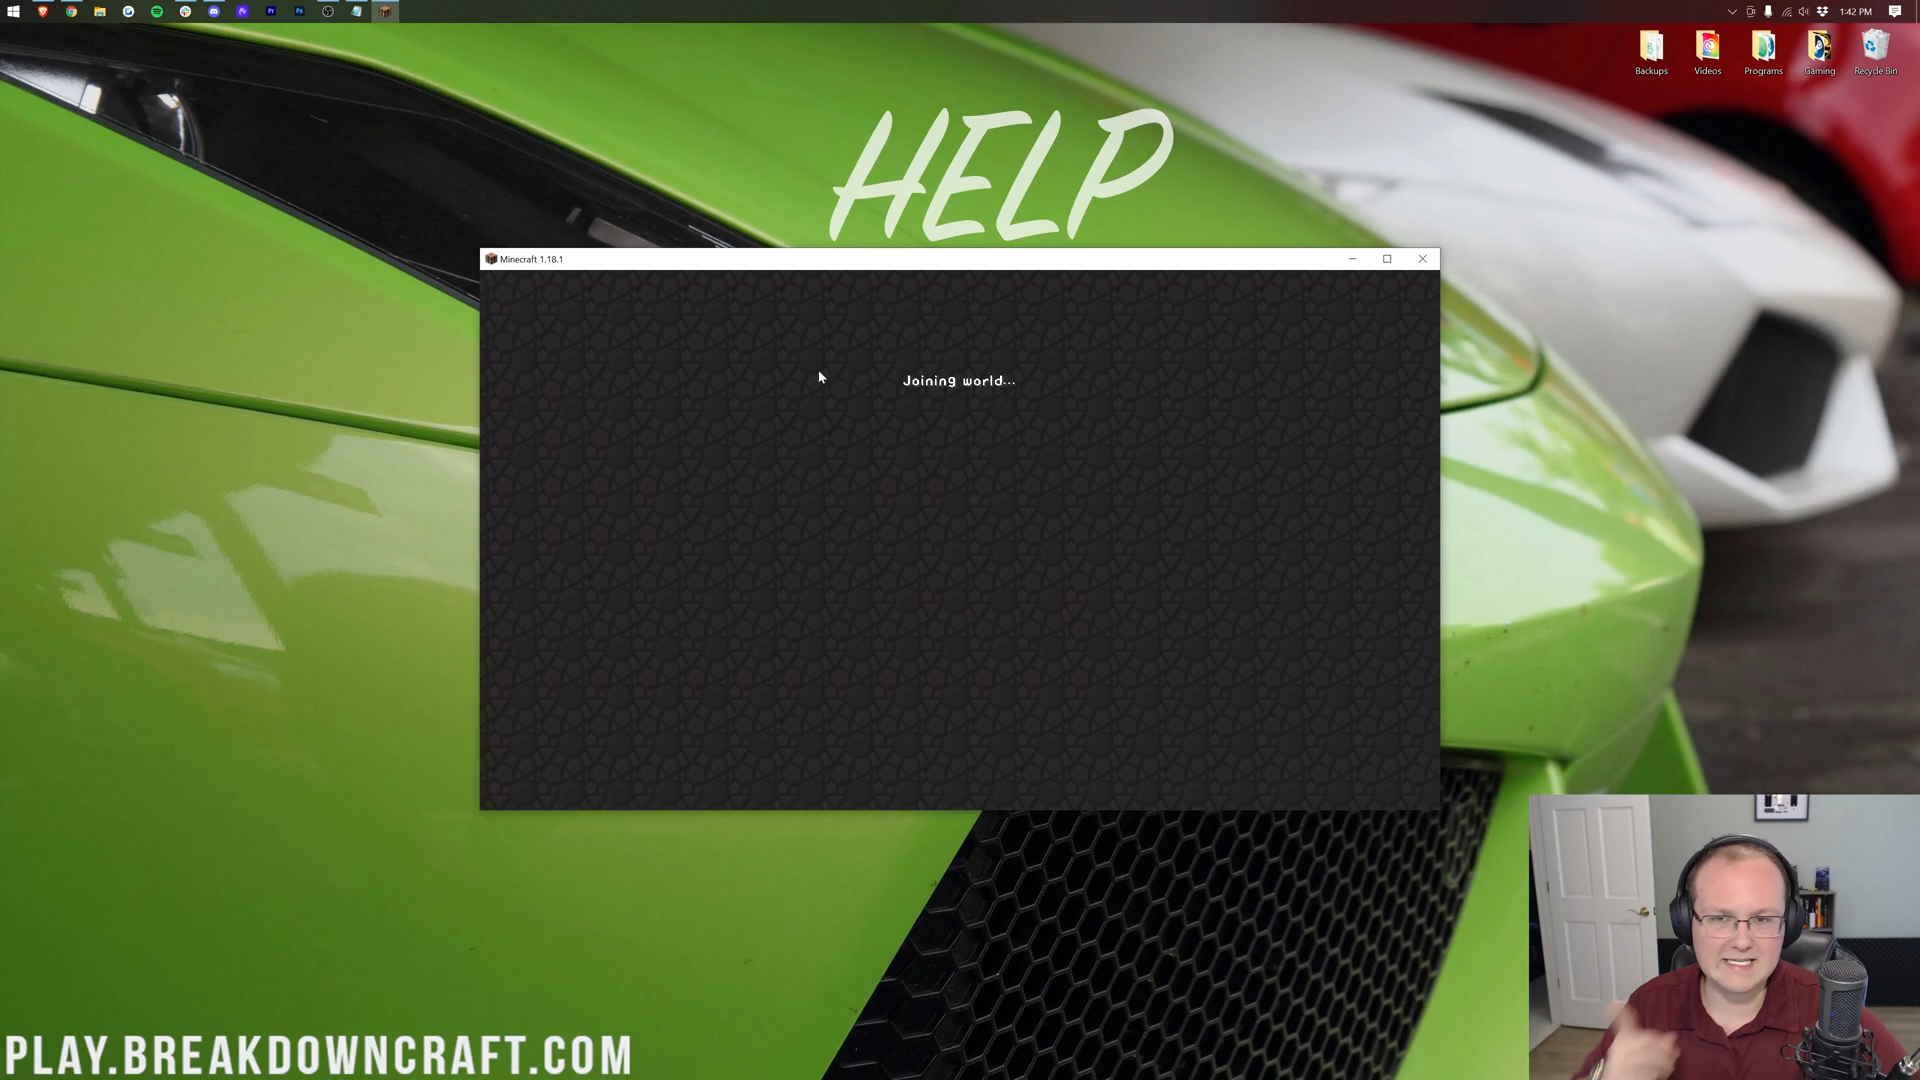 1:42 PM
Backups
Videos
Programs
Gaming
Recycle Bin
HELP
Minecraft 1.18.1
Joining world...
PLAY.BREAKDOWNCRAFT.COM